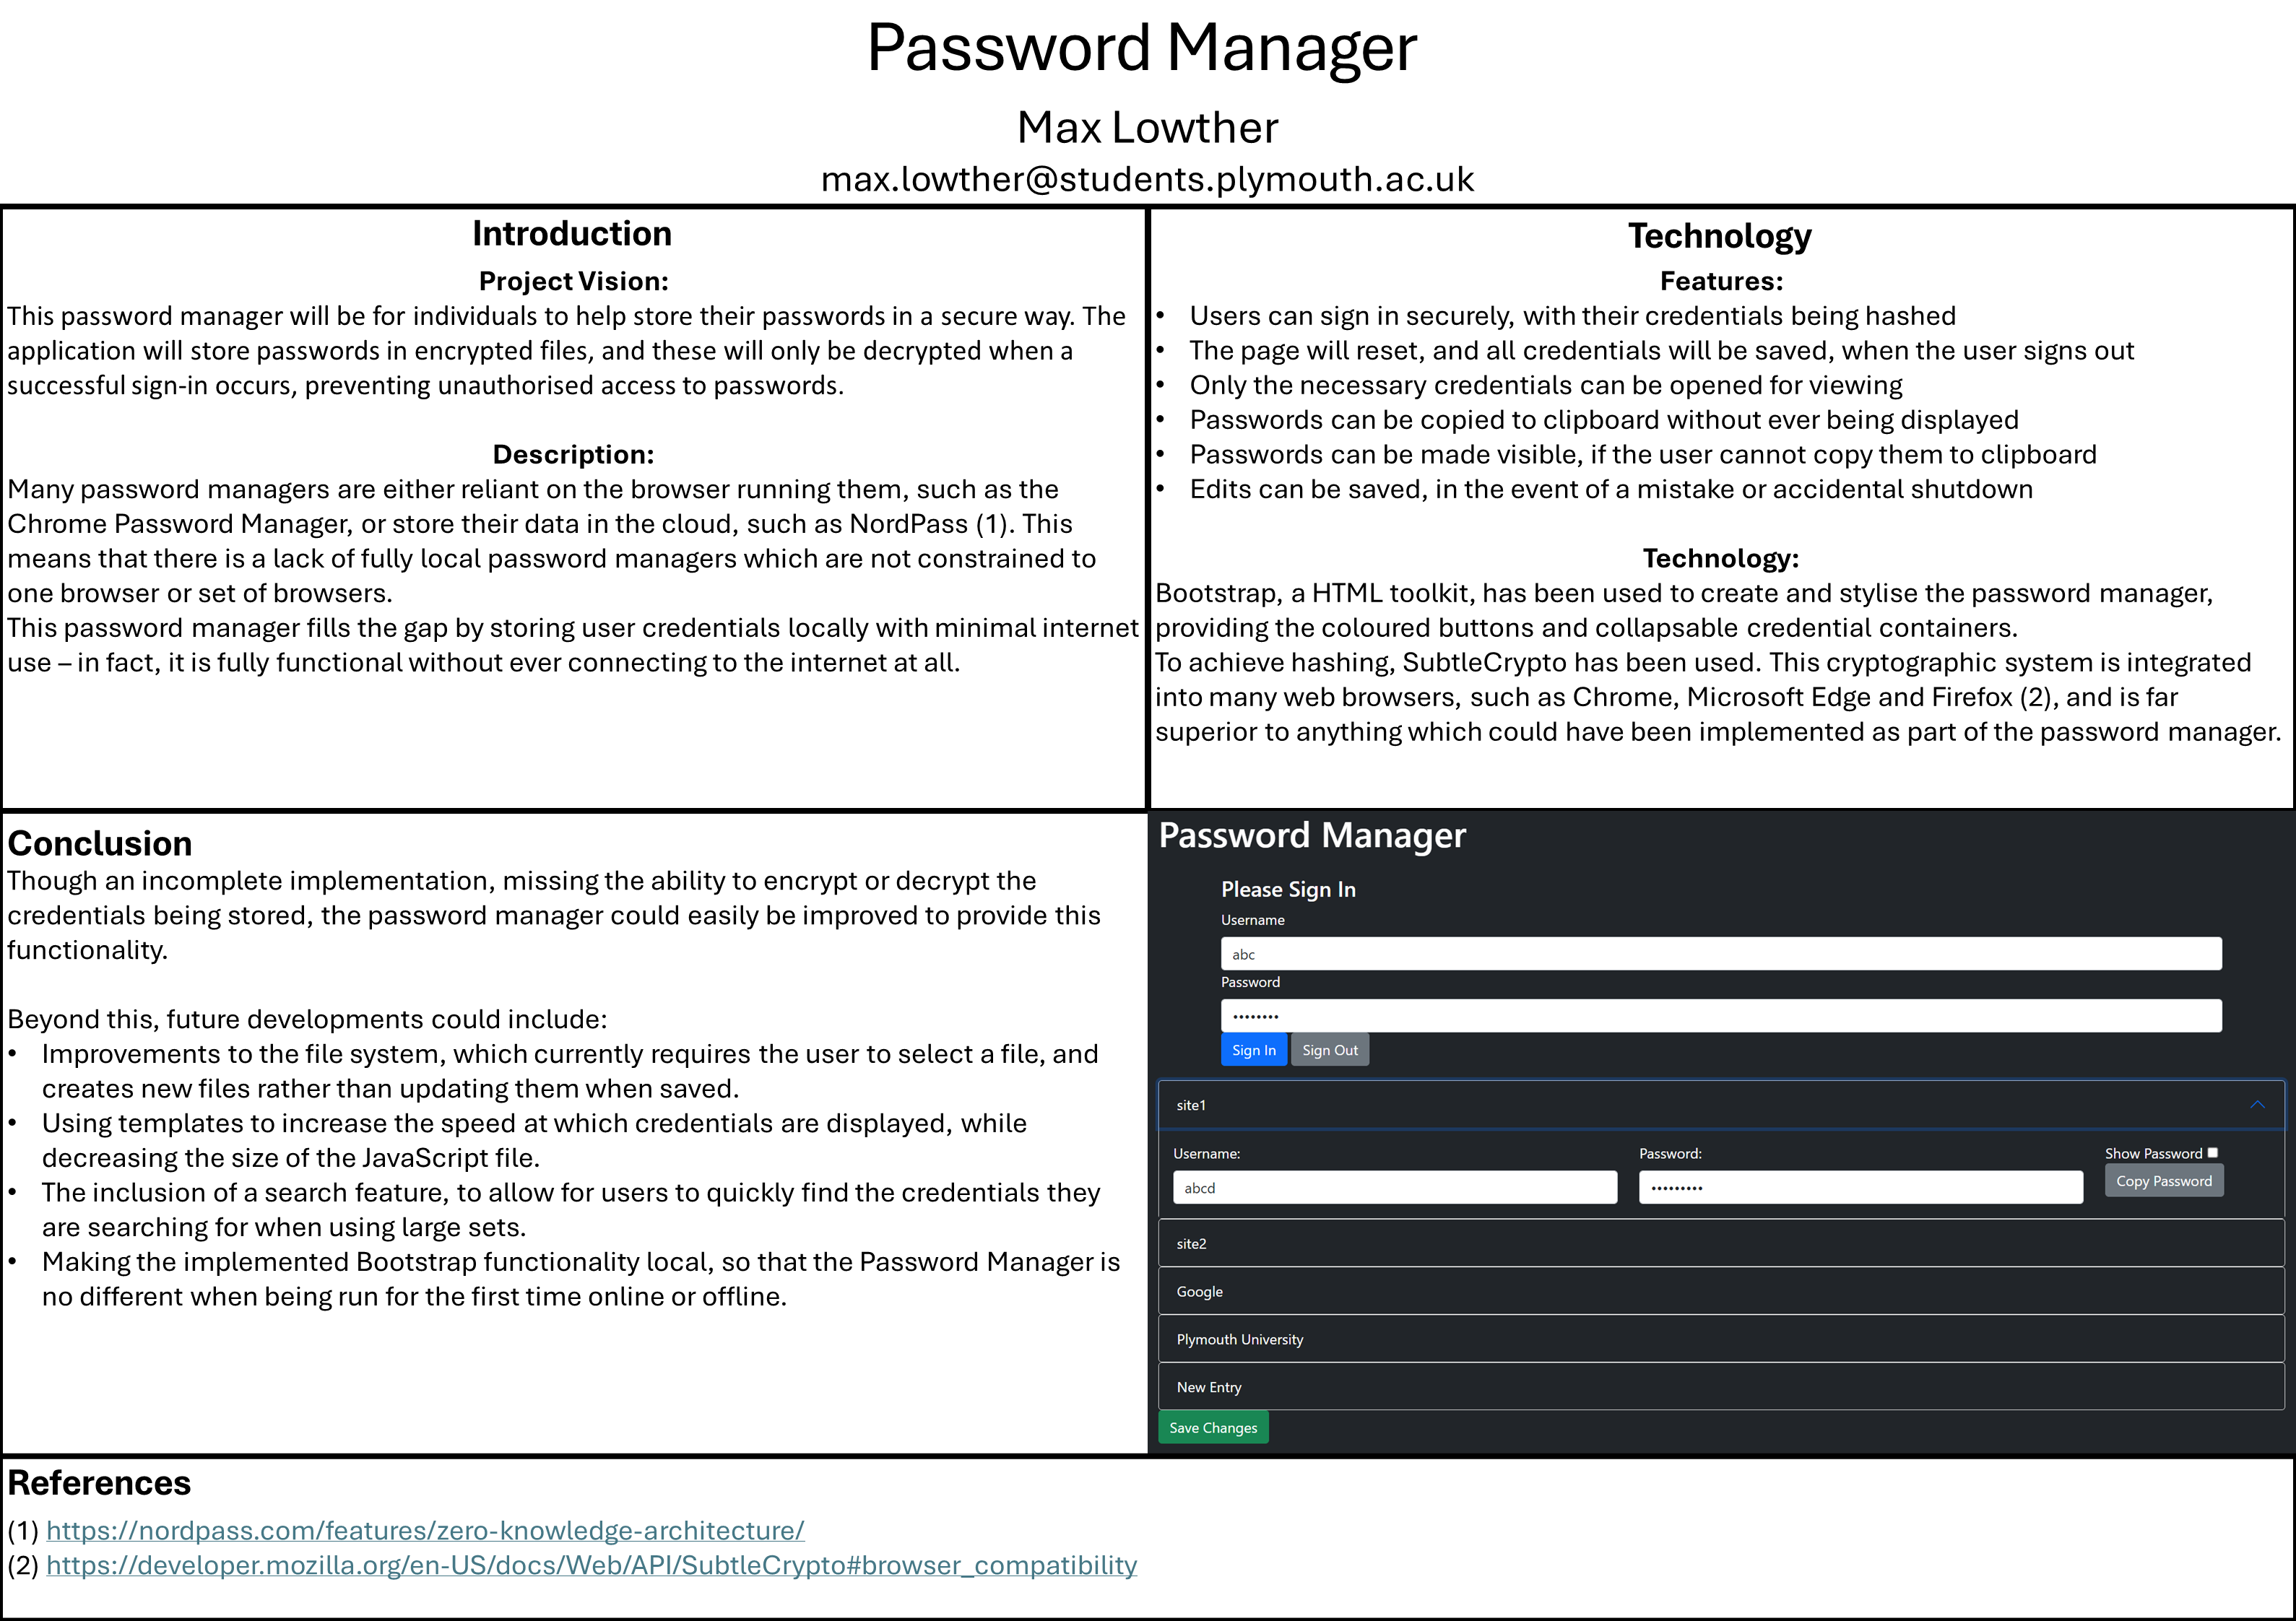 Password Manager
Max Lowther
max.lowther@students.plymouth.ac.uk
Introduction
Project Vision:
This password manager will be for individuals to help store their passwords in a secure way. The
application will store passwords in encrypted files, and these will only be decrypted when a
successful sign-in occurs, preventing unauthorised access to passwords.
Description:
Many password managers are either reliant on the browser running them, such as the
Chrome Password Manager, or store their data in the cloud, such as NordPass (1). This
means that there is a lack of fully local password managers which are not constrained to
one browser or set of browsers.
This password manager fills the gap by storing user credentials locally with minimal internet
use – in fact, it is fully functional without ever connecting to the internet at all.
Technology
Features:
• Users can sign in securely, with their credentials being hashed
• The page will reset, and all credentials will be saved, when the user signs out
• Only the necessary credentials can be opened for viewing
• Passwords can be copied to clipboard without ever being displayed
• Passwords can be made visible, if the user cannot copy them to clipboard
• Edits can be saved, in the event of a mistake or accidental shutdown
Technology:
Bootstrap, a HTML toolkit, has been used to create and stylise the password manager,
providing the coloured buttons and collapsable credential containers.
To achieve hashing, SubtleCrypto has been used. This cryptographic system is integrated
into many web browsers, such as Chrome, Microsoft Edge and Firefox (2), and is far
superior to anything which could have been implemented as part of the password manager.
Conclusion
Though an incomplete implementation, missing the ability to encrypt or decrypt the
credentials being stored, the password manager could easily be improved to provide this
functionality.
Beyond this, future developments could include:
• Improvements to the file system, which currently requires the user to select a file, and
creates new files rather than updating them when saved.
• Using templates to increase the speed at which credentials are displayed, while
decreasing the size of the JavaScript file.
• The inclusion of a search feature, to allow for users to quickly find the credentials they
are searching for when using large sets.
• Making the implemented Bootstrap functionality local, so that the Password Manager is
no different when being run for the first time online or offline.
Password Manager
Please Sign In
Username
abc
Password
••••••••
Sign In Sign Out
site1
Username: Password: Show Password
abcd ••••••••• Copy Password
site2
Google
Plymouth University
New Entry
Save Changes
References
(1) https://nordpass.com/features/zero-knowledge-architecture/
(2) https://developer.mozilla.org/en-US/docs/Web/API/SubtleCrypto#browser_compatibility